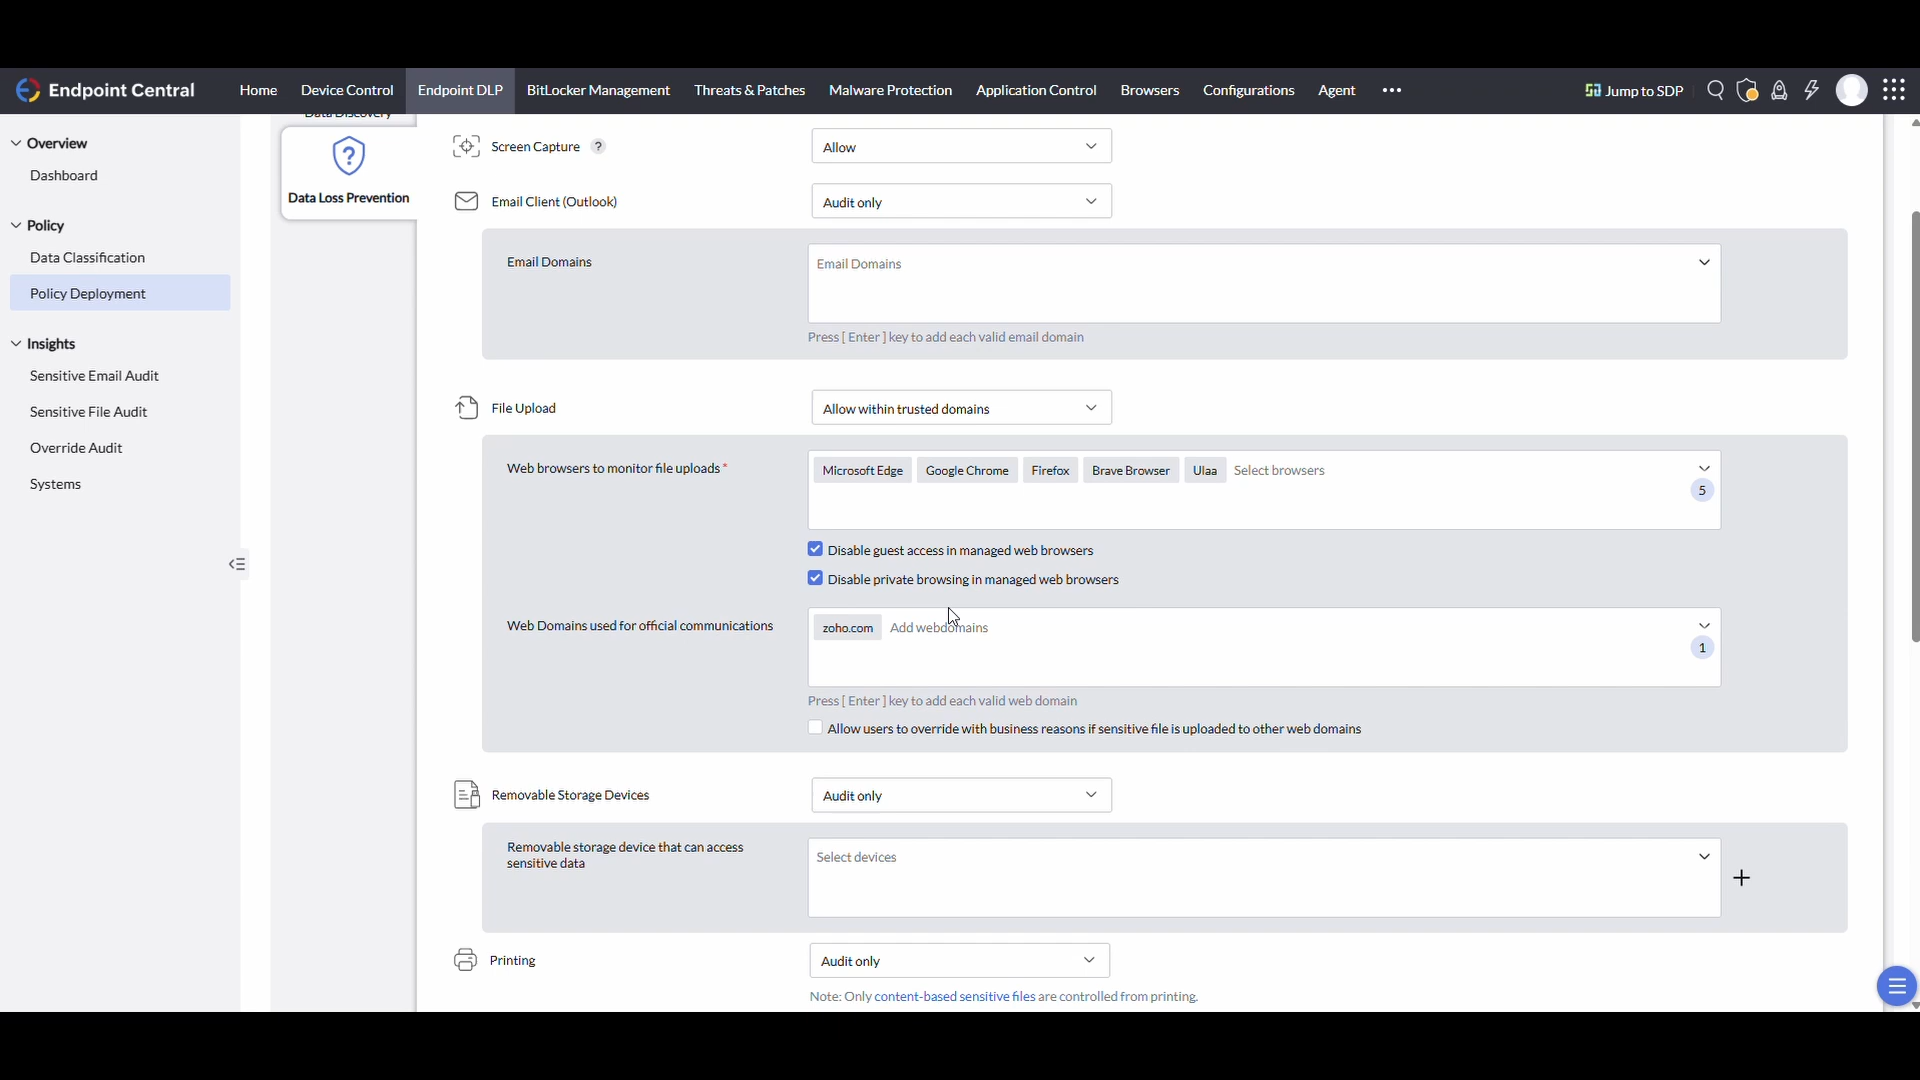 Endpoint Central
Home
Device Control
Endpoint DLP
BitLocker Management
Threats & Patches
Malware Protection
Application Control
Browsers
Configurations
Agent
Jump to SDP
Overview
Dashboard
Policy
Data Classification
Policy Deployment
Insights
Sensitive Email Audit
Sensitive File Audit
Override Audit
Systems
Data Discovery
?
Data Loss Prevention
Screen Capture ?
Allow
Email Client (Outlook)
Audit only
Email Domains
Email Domains
Press [ Enter ] key to add each valid email domain
File Upload
Allow within trusted domains
Web browsers to monitor file uploads *
Microsoft Edge Google Chrome Firefox Brave Browser Ulaa Select browsers
5
Disable guest access in managed web browsers
Disable private browsing in managed web browsers
Web Domains used for official communications
zoho.com Add webdomains
1
Press [ Enter ] key to add each valid web domain
Allow users to override with business reasons if sensitive file is uploaded to other web domains
Removable Storage Devices
Audit only
Removable storage device that can access
sensitive data
Select devices
Printing
Audit only
Note: Only content-based sensitive files are controlled from printing.